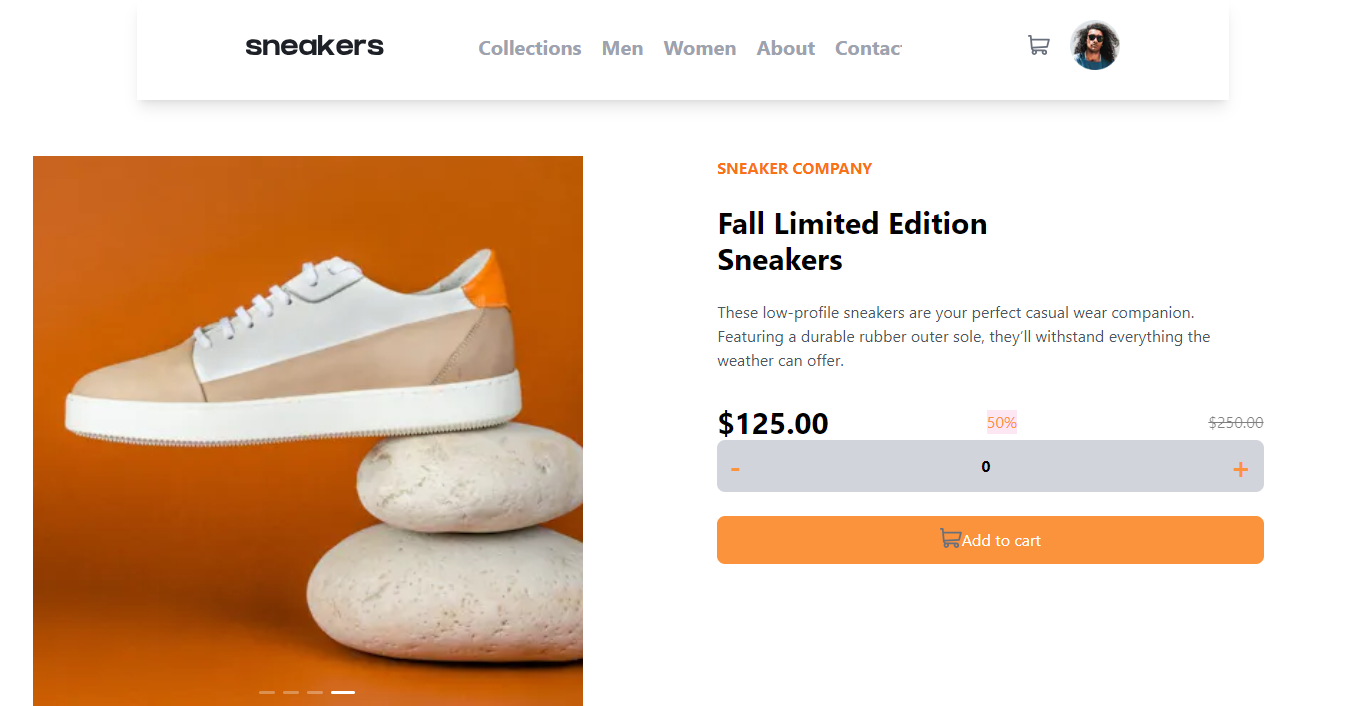 sneakers
Collections Men Women About Contac
SNEAKER COMPANY
Fall Limited Edition
Sneakers
These low-profile sneakers are your perfect casual wear companion.
Featuring a durable rubber outer sole, they’ll withstand everything the
weather can offer.
$125.00 50% $250.00
- 0 +
Add to cart